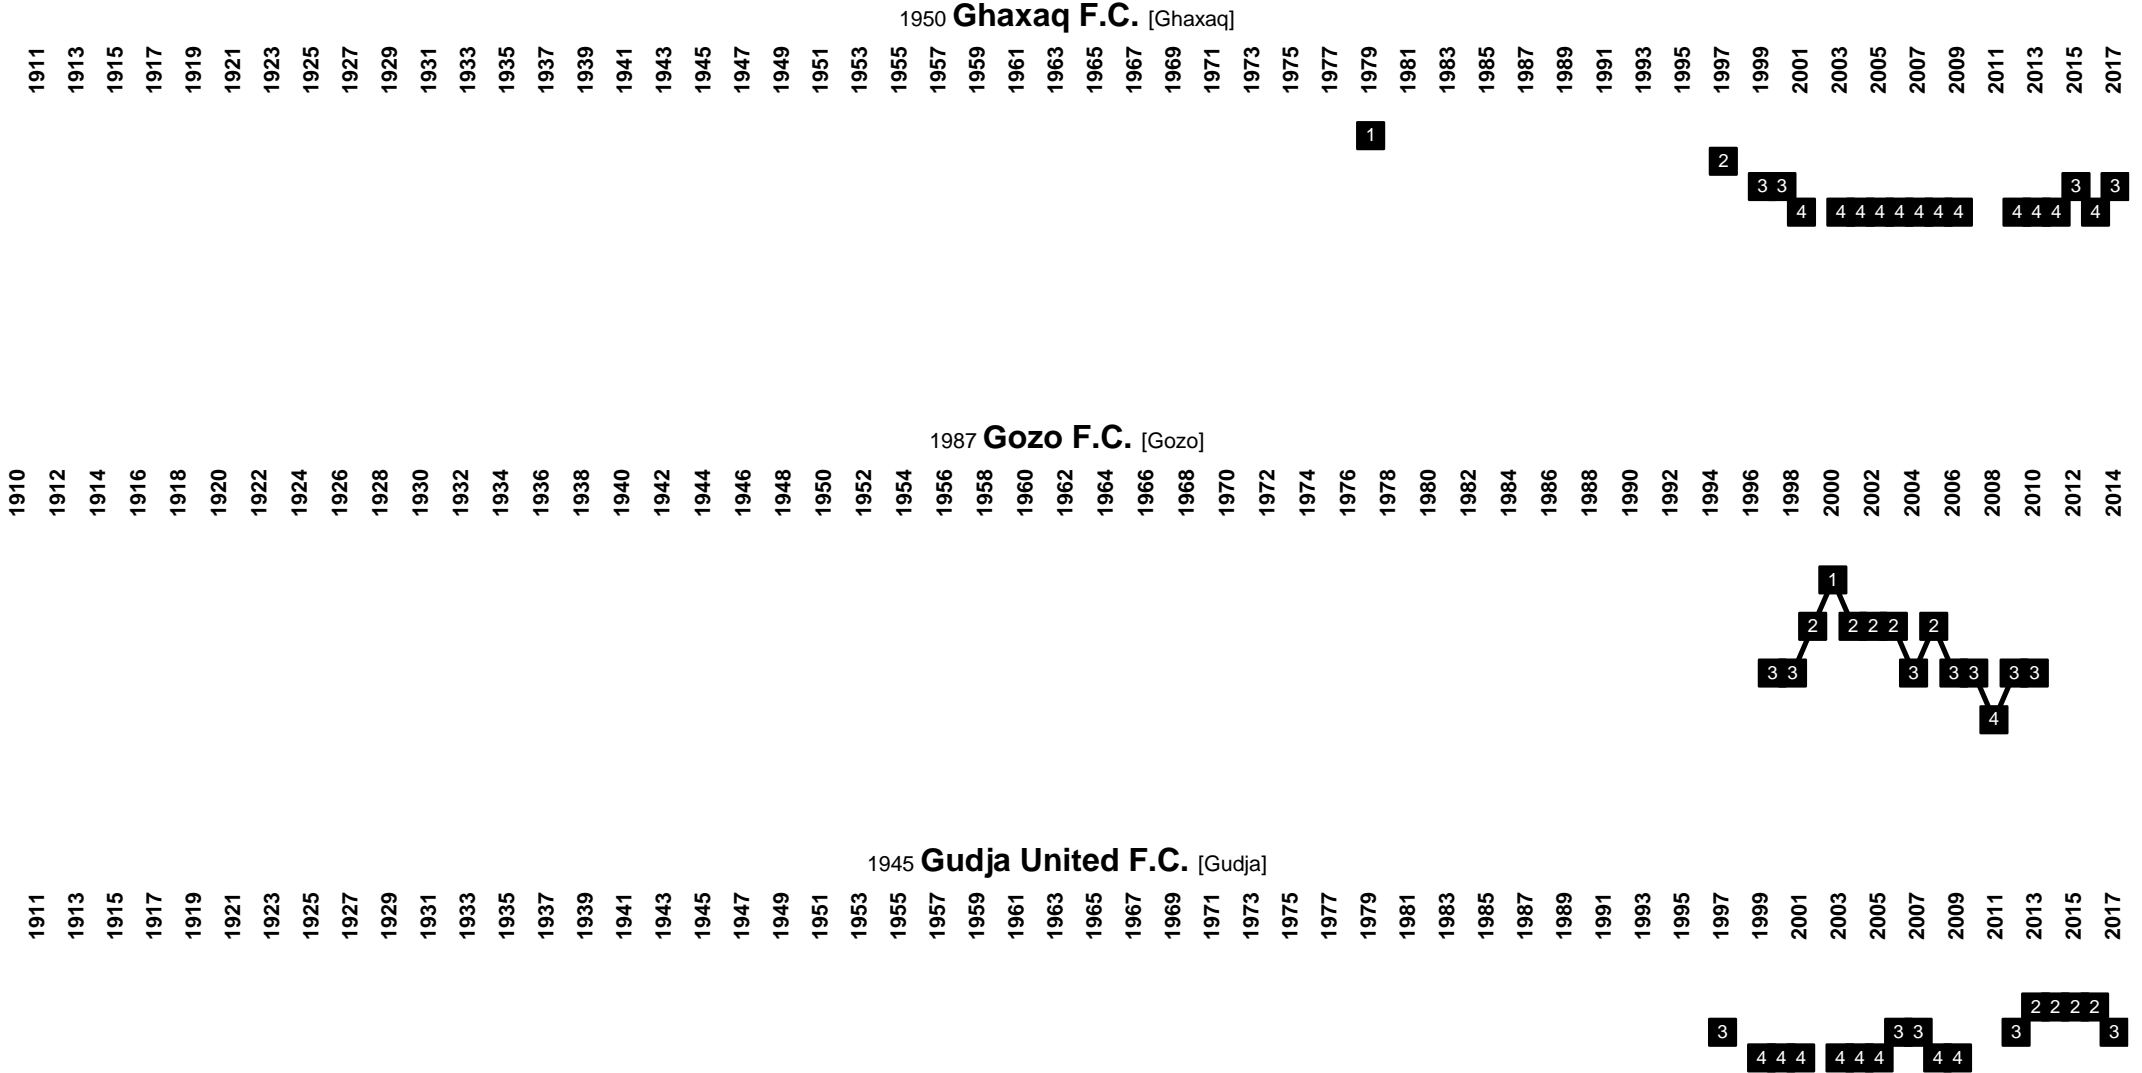 1950 Ghaxaq F.C. [Ghaxaq]
1911 1913 1915 1917 1919 1921 1923 1925 1927 1929 1931 1933 1935 1937 1939 1941 1943 1945 1947 1949 1951 1953 1955 1957 1959 1961 1963 1965 1967 1969 1971 1973 1975 1977 1979 1981 1983 1985 1987 1989 1991 1993 1995 1997 1999 2001 2003 2005 2007 2009 2011 2013 2015 2017
1
2
3 3 3 3
4 4 4 4 4 4 4 4 4 4 4 4
1987 Gozo F.C. [Gozo]
1910 1912 1914 1916 1918 1920 1922 1924 1926 1928 1930 1932 1934 1936 1938 1940 1942 1944 1946 1948 1950 1952 1954 1956 1958 1960 1962 1964 1966 1968 1970 1972 1974 1976 1978 1980 1982 1984 1986 1988 1990 1992 1994 1996 1998 2000 2002 2004 2006 2008 2010 2012 2014
1
2 2 2 2 2
3 3 3 3 3 3 3
4
1945 Gudja United F.C. [Gudja]
1911 1913 1915 1917 1919 1921 1923 1925 1927 1929 1931 1933 1935 1937 1939 1941 1943 1945 1947 1949 1951 1953 1955 1957 1959 1961 1963 1965 1967 1969 1971 1973 1975 1977 1979 1981 1983 1985 1987 1989 1991 1993 1995 1997 1999 2001 2003 2005 2007 2009 2011 2013 2015 2017
2 2 2 2
3 3 3 3 3
4 4 4 4 4 4 4 4